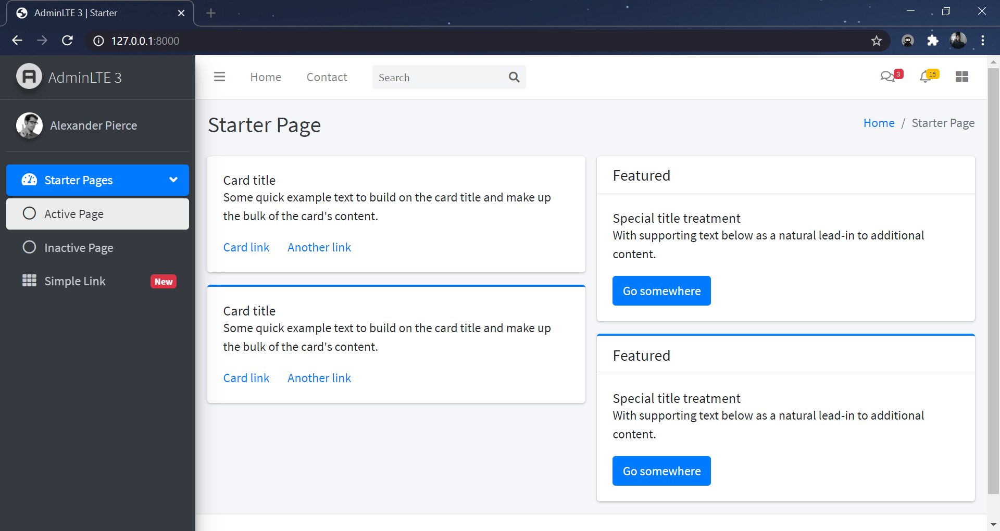 AdminLTE 3 | Starter
127.0.0.1:8000
AdminLTE 3
Home
Contact
Search
3
15
Alexander Pierce
Starter Pages
Active Page
Inactive Page
Simple Link
New
Starter Page
Home / Starter Page
Card title
Some quick example text to build on the card title and make up
the bulk of the card's content.
Card link Another link
Card title
Some quick example text to build on the card title and make up
the bulk of the card's content.
Card link Another link
Featured
Special title treatment
With supporting text below as a natural lead-in to additional
content.
Go somewhere
Featured
Special title treatment
With supporting text below as a natural lead-in to additional
content.
Go somewhere